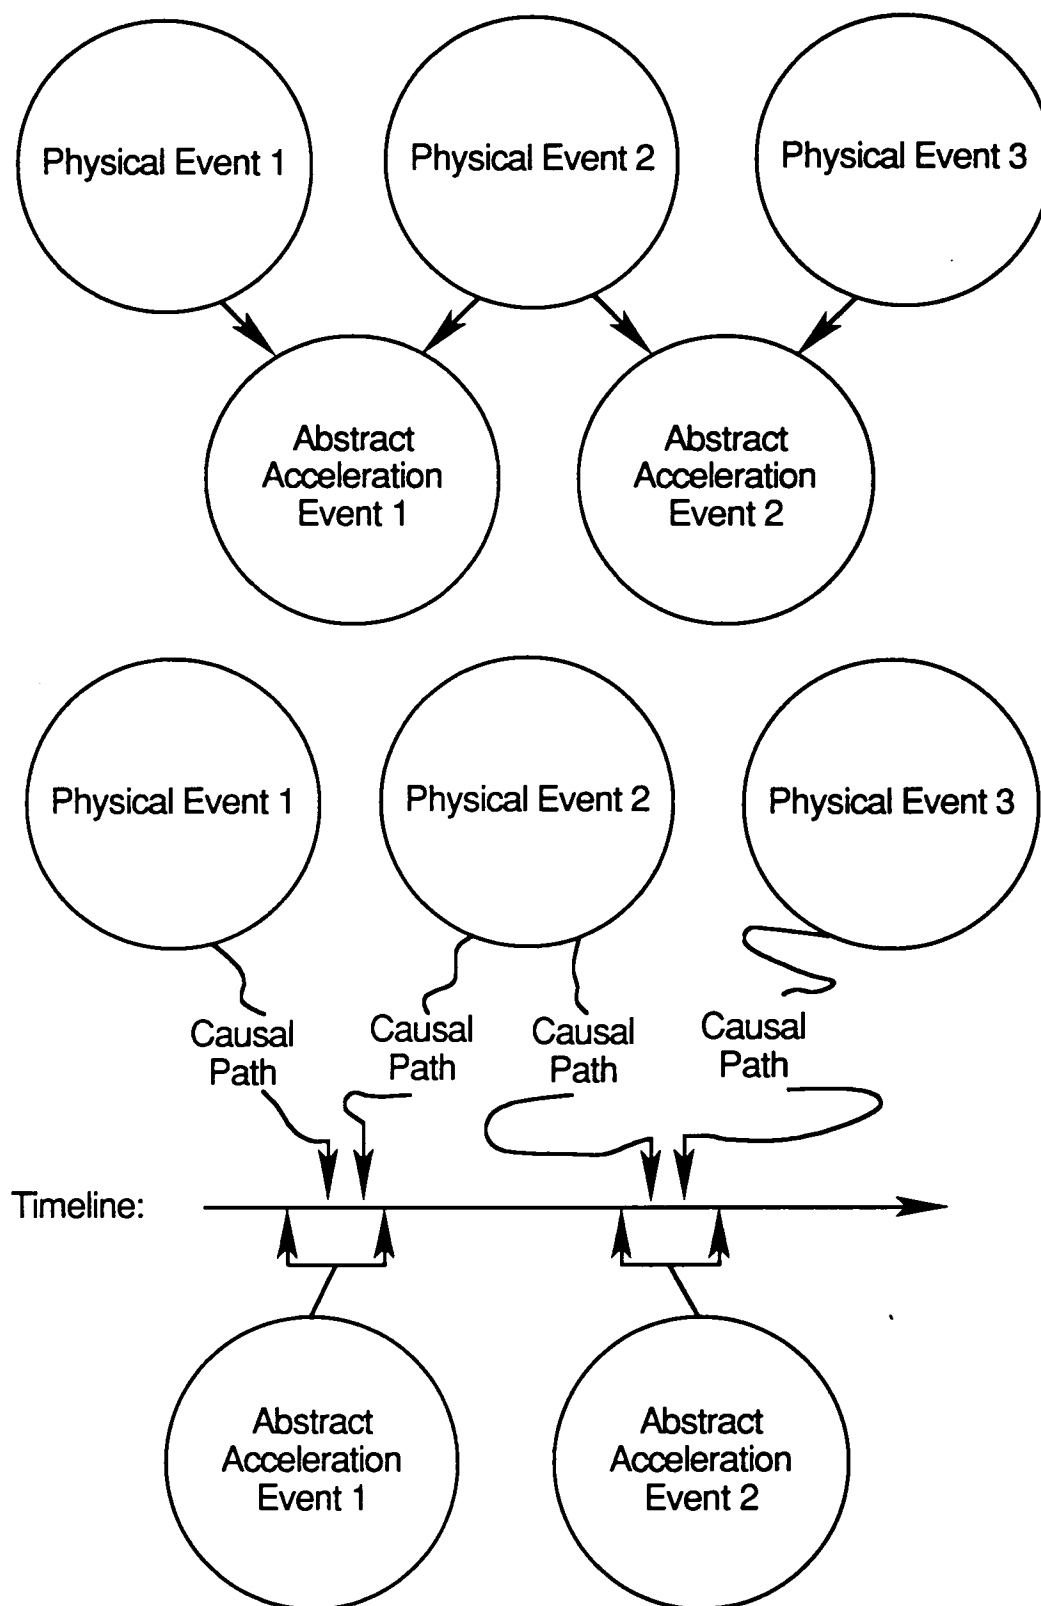 Physical Event 1
Physical Event 2
Physical Event 3
Abstract
Acceleration
Event 1
Abstract
Acceleration
Event 2
Physical Event 1
Physical Event 2
Physical Event 3
Causal
Path
Causal
Path
Causal
Path
Causal
Path
Timeline:
Abstract
Acceleration
Event 1
Abstract
Acceleration
Event 2